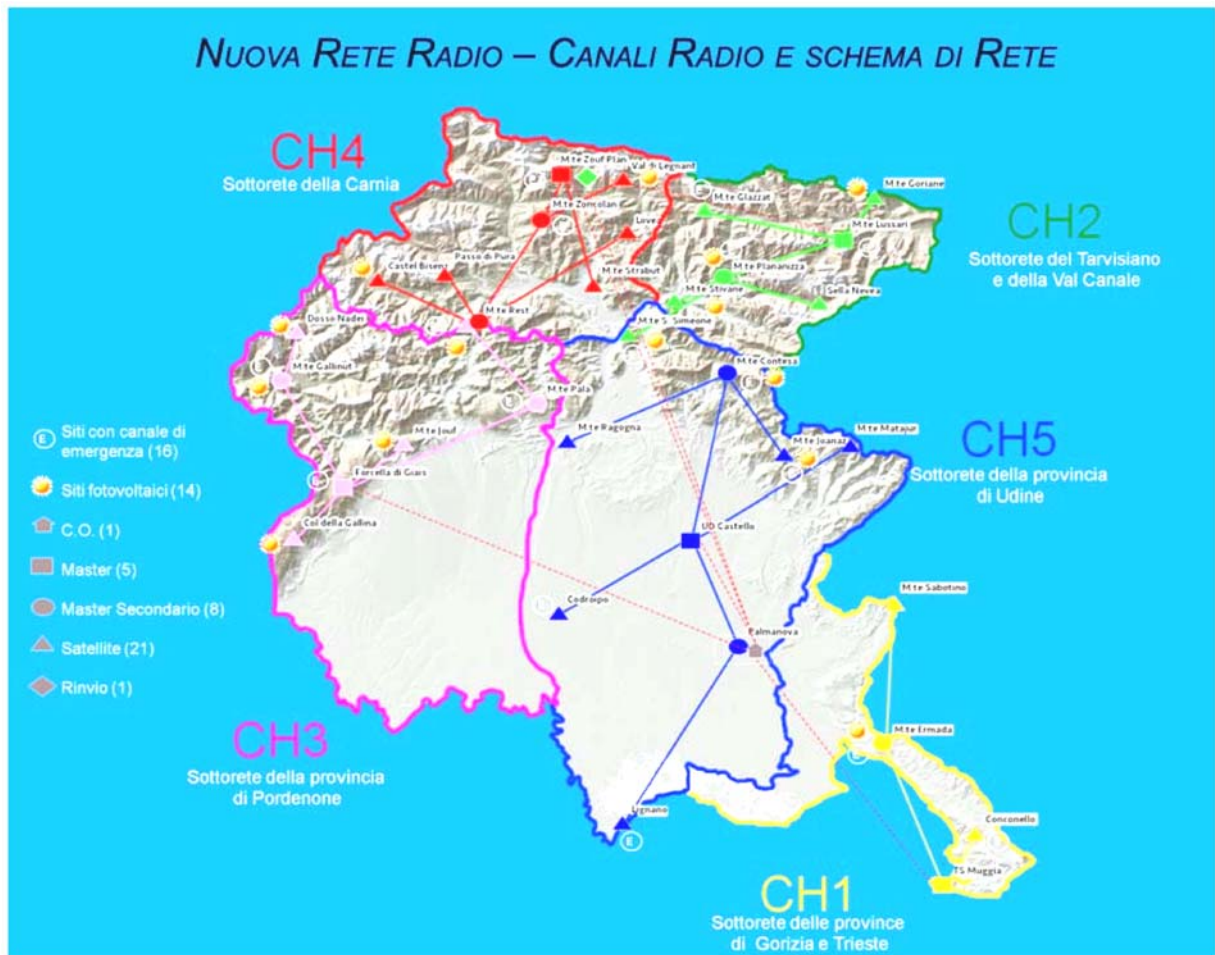 NUOVA RETE RADIO – CANALI RADIO E SCHEMA DI RETE
CH4
Sottorete della Carnia
CH2
Sottorete del Tarvisiano
e della Val Canale
M.te Zouf Plan
Val di Legnant
M.te Zoncolan
Love
Passo di Pura
Castel Biseni
M.te Strabut
M.te Rest
M.te Goriane
M.te Glazzat
M.te Lussari
M.te Plananizza
M.te Stivane
Sella Nevea
M.te S. Simeone
Dosso Nadei
M.te Gallinut
M.te Pala
M.te Jouf
Forcella di Giais
Col della Gallina
M.te Contesa
M.te Ragogna
M.te Joanaz
M.te Matajur
UD Castello
Codroipo
Palmanova
Lignano
E
M.te Sabotino
M.te Ermada
E
Conconello
TS Muggia
CH5
Sottorete della provincia
di Udine
E
Siti con canale di
emergenza (16)
Siti fotovoltaici (14)
C.O. (1)
Master (5)
Master Secondario (8)
Satellite (21)
Rinvio (1)
CH3
Sottorete della provincia
di Pordenone
CH1
Sottorete delle province
di Gorizia e Trieste